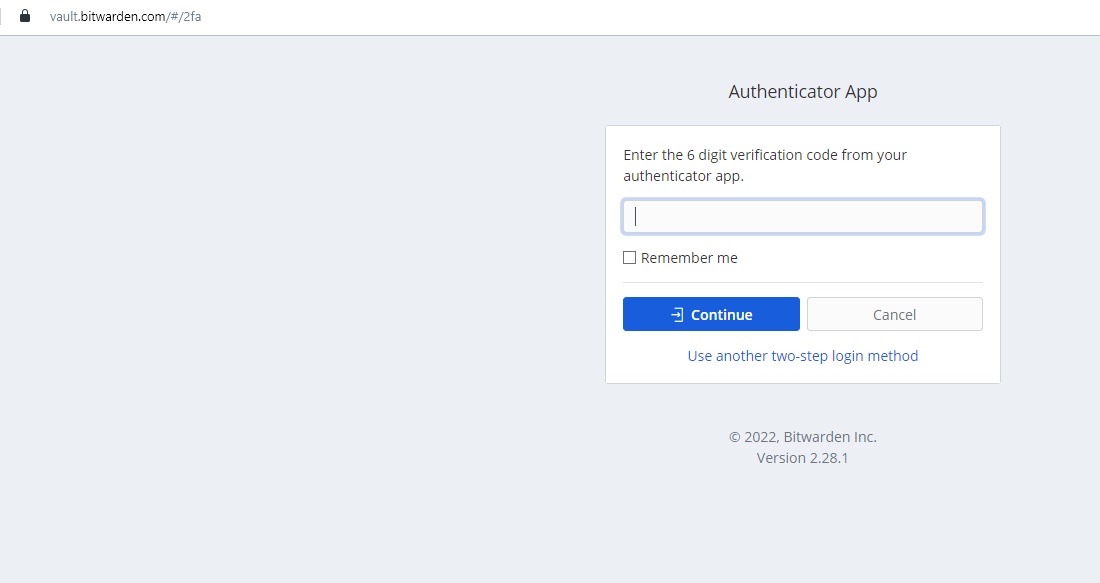 vault.bitwarden.com/#/2fa
Authenticator App
Enter the 6 digit verification code from your
authenticator app.
Remember me
Continue
Cancel
Use another two-step login method
© 2022, Bitwarden Inc.
Version 2.28.1